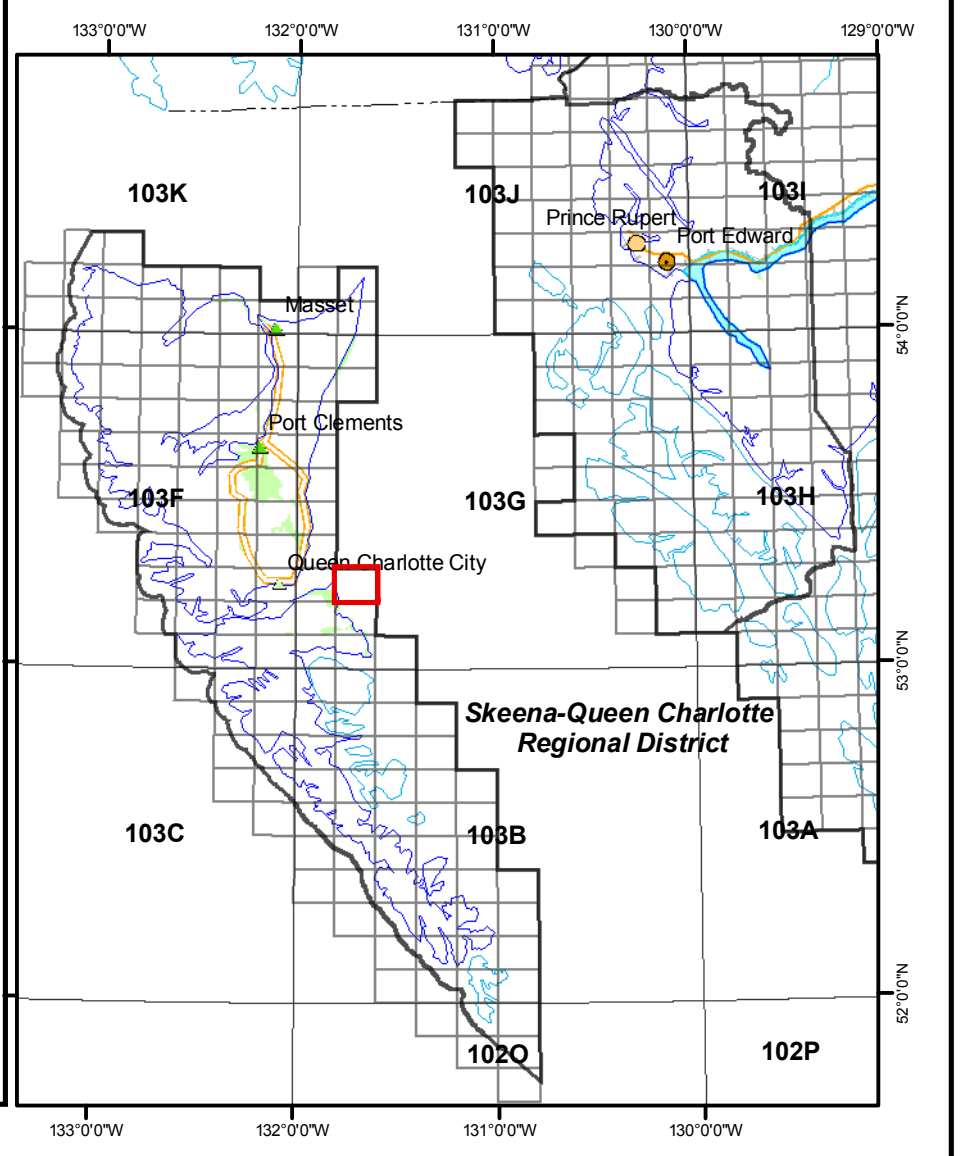 133°0'0"W 132°0'0"W 131°0'0"W 130°0'0"W 129°0'0"W
103K
103J
103I
Prince Rupert
Port Edward
Masset
54°0'0"N
Port Clements
103F
103G
103H
Queen Charlotte City
53°0'0"N
Skeena-Queen Charlotte
Regional District
103C
103B
103A
52°0'0"N
102O
102P
133°0'0"W 132°0'0"W 131°0'0"W 130°0'0"W